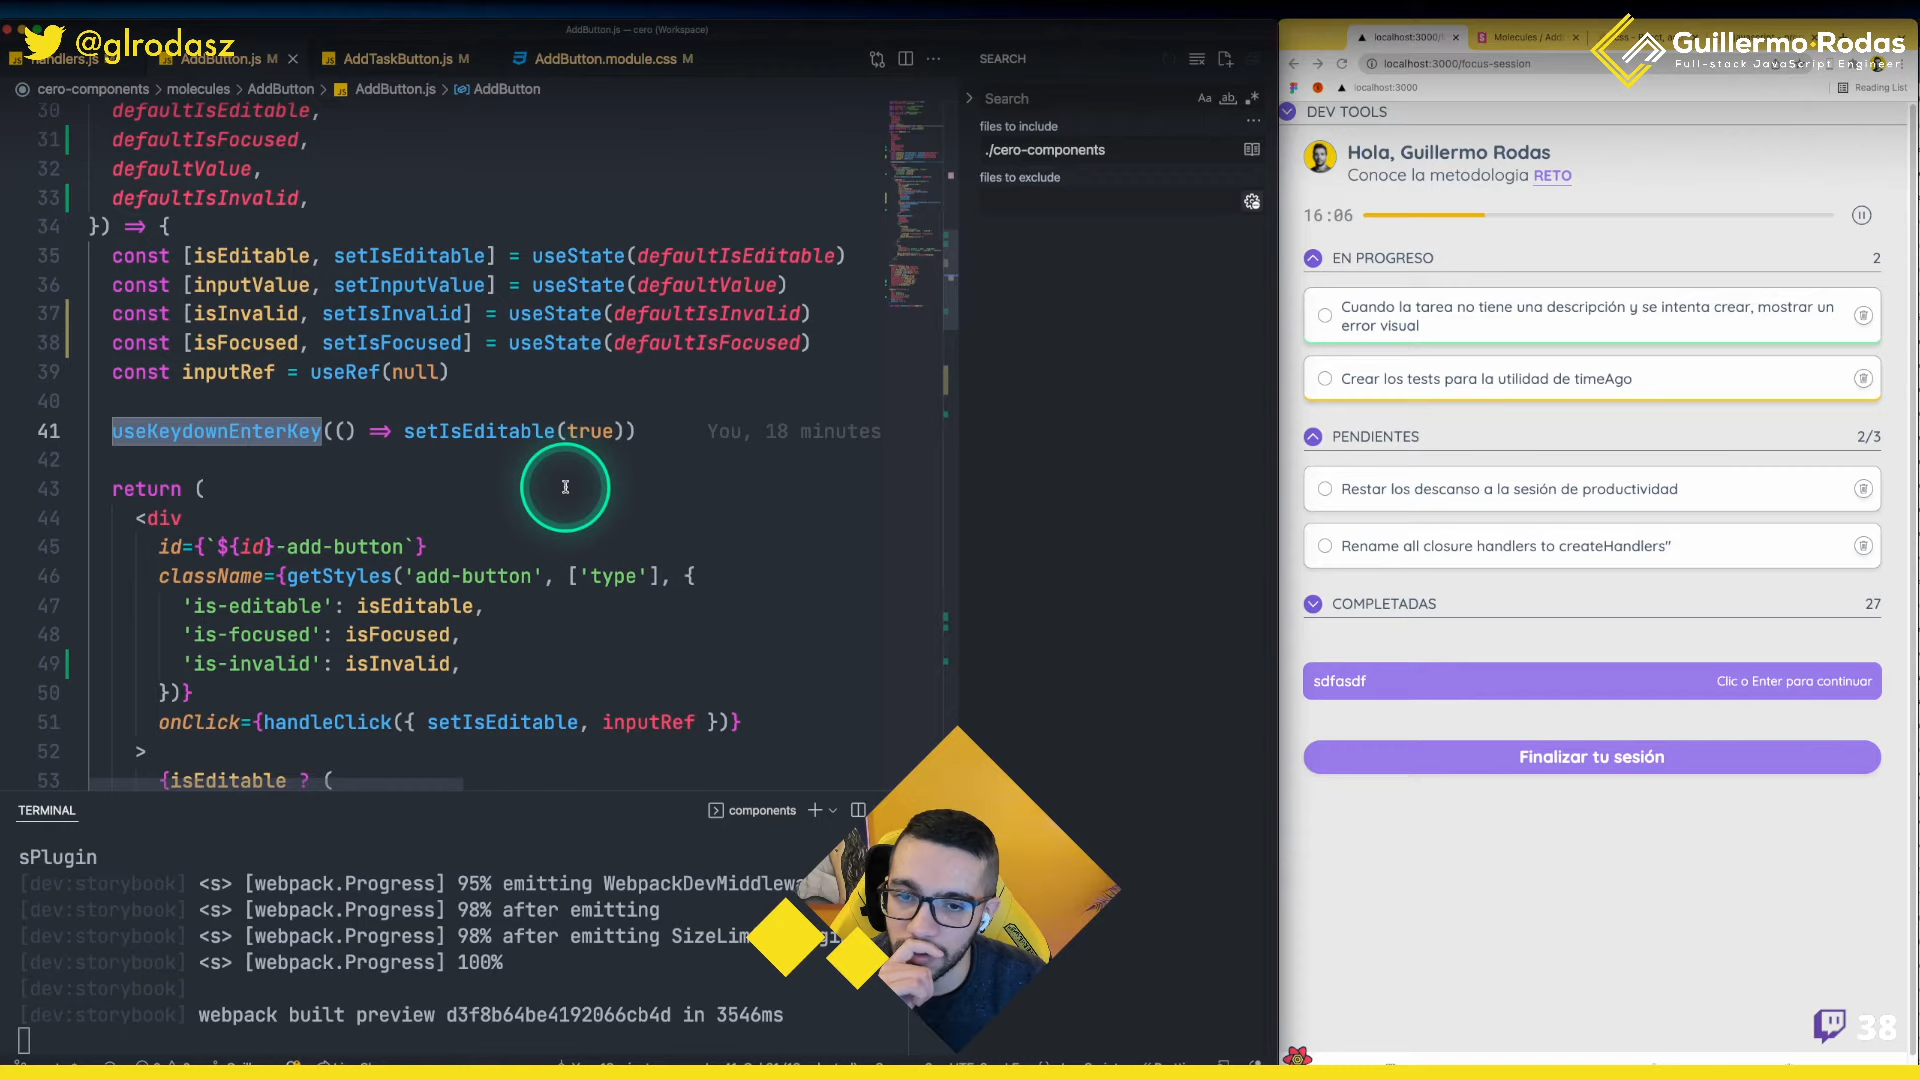 @glrodasz
AddButton.js — cero (Workspace)
handlers.js M
AddButton.js M
AddTaskButton.js M
AddButton.module.css M
cero-components > molecules > AddButton > AddButton.js > AddButton
30 defaultIsEditable,
31 defaultIsFocused,
32 defaultValue,
33 defaultIsInvalid,
34 }) => {
35 const [isEditable, setIsEditable] = useState(defaultIsEditable)
36 const [inputValue, setInputValue] = useState(defaultValue)
37 const [isInvalid, setIsInvalid] = useState(defaultIsInvalid)
38 const [isFocused, setIsFocused] = useState(defaultIsFocused)
39 const inputRef = useRef(null)
40
41 useKeydownEnterKey(() => setIsEditable(true)) You, 18 minutes
42
43 return (
44 <div
45 id={`${id}-add-button`}
46 className={getStyles('add-button', ['type'], {
47 'is-editable': isEditable,
48 'is-focused': isFocused,
49 'is-invalid': isInvalid,
50 })}
51 onClick={handleClick({ setIsEditable, inputRef })}
52 >
53 {isEditable ? (
SEARCH
Search
Aa ab
files to include
./cero-components
files to exclude
TERMINAL
components
sPlugin
[dev:storybook] <s> [webpack.Progress] 95% emitting
[dev:storybook] <s> [webpack.Progress] 98% after emitting
[dev:storybook] <s> [webpack.Progress] 98% after emitting
[dev:storybook] <s> [webpack.Progress] 100%
[dev:storybook]
[dev:storybook] webpack built preview d3f8b64be4192066cb4d in 3546ms
Guillermo Rodas
Full-stack JavaScript Engineer
localhost:3000/
Molecules / Add
localhost:3000/focus-session
localhost:3000
Reading List
DEV TOOLS
Hola, Guillermo Rodas
Conoce la metodologia RETO
16:06
EN PROGRESO 2
Cuando la tarea no tiene una descripción y se intenta crear, mostrar un
error visual
Crear los tests para la utilidad de timeAgo
PENDIENTES 2/3
Restar los descanso a la sesión de productividad
Rename all closure handlers to createHandlers"
COMPLETADAS 27
sdfasdf Clic o Enter para continuar
Finalizar tu sesión
38